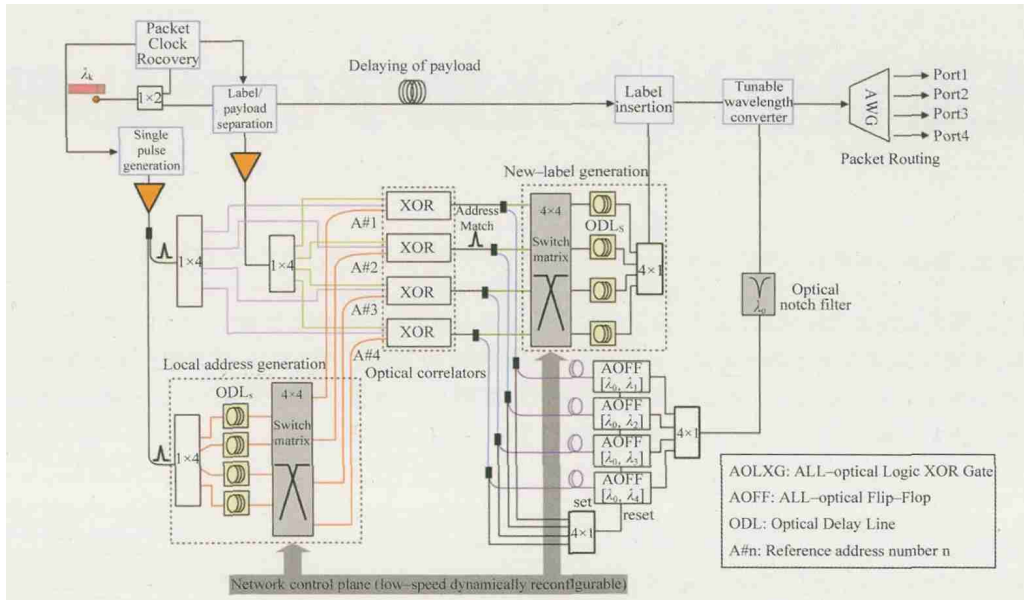 Packet
Clock
Rocovery
λk
1×2
Label/
payload
separation
Delaying of payload
Label
insertion
Tunable
wavelength
converter
AWG
Port1
Port2
Port3
Port4
Packet Routing
Single
pulse
generation
1×4
1×4
A#1
A#2
A#3
A#4
XOR
XOR
XOR
XOR
Optical correlators
Address
Match
New–label generation
4×4
Switch
matrix
ODLs
4×1
Optical
notch filter
λ0
Local address generation
ODLs
1×4
4×4
Switch
matrix
AOFF
[λ0, λ1]
AOFF
[λ0, λ2]
AOFF
[λ0, λ3]
AOFF
[λ0, λ4]
4×1
set
reset
4×1
AOLXG: ALL–optical Logic XOR Gate
AOFF: ALL–optical Flip–Flop
ODL: Optical Delay Line
A#n: Reference address number n
Network control plane (low–speed dynamically reconfigurable)